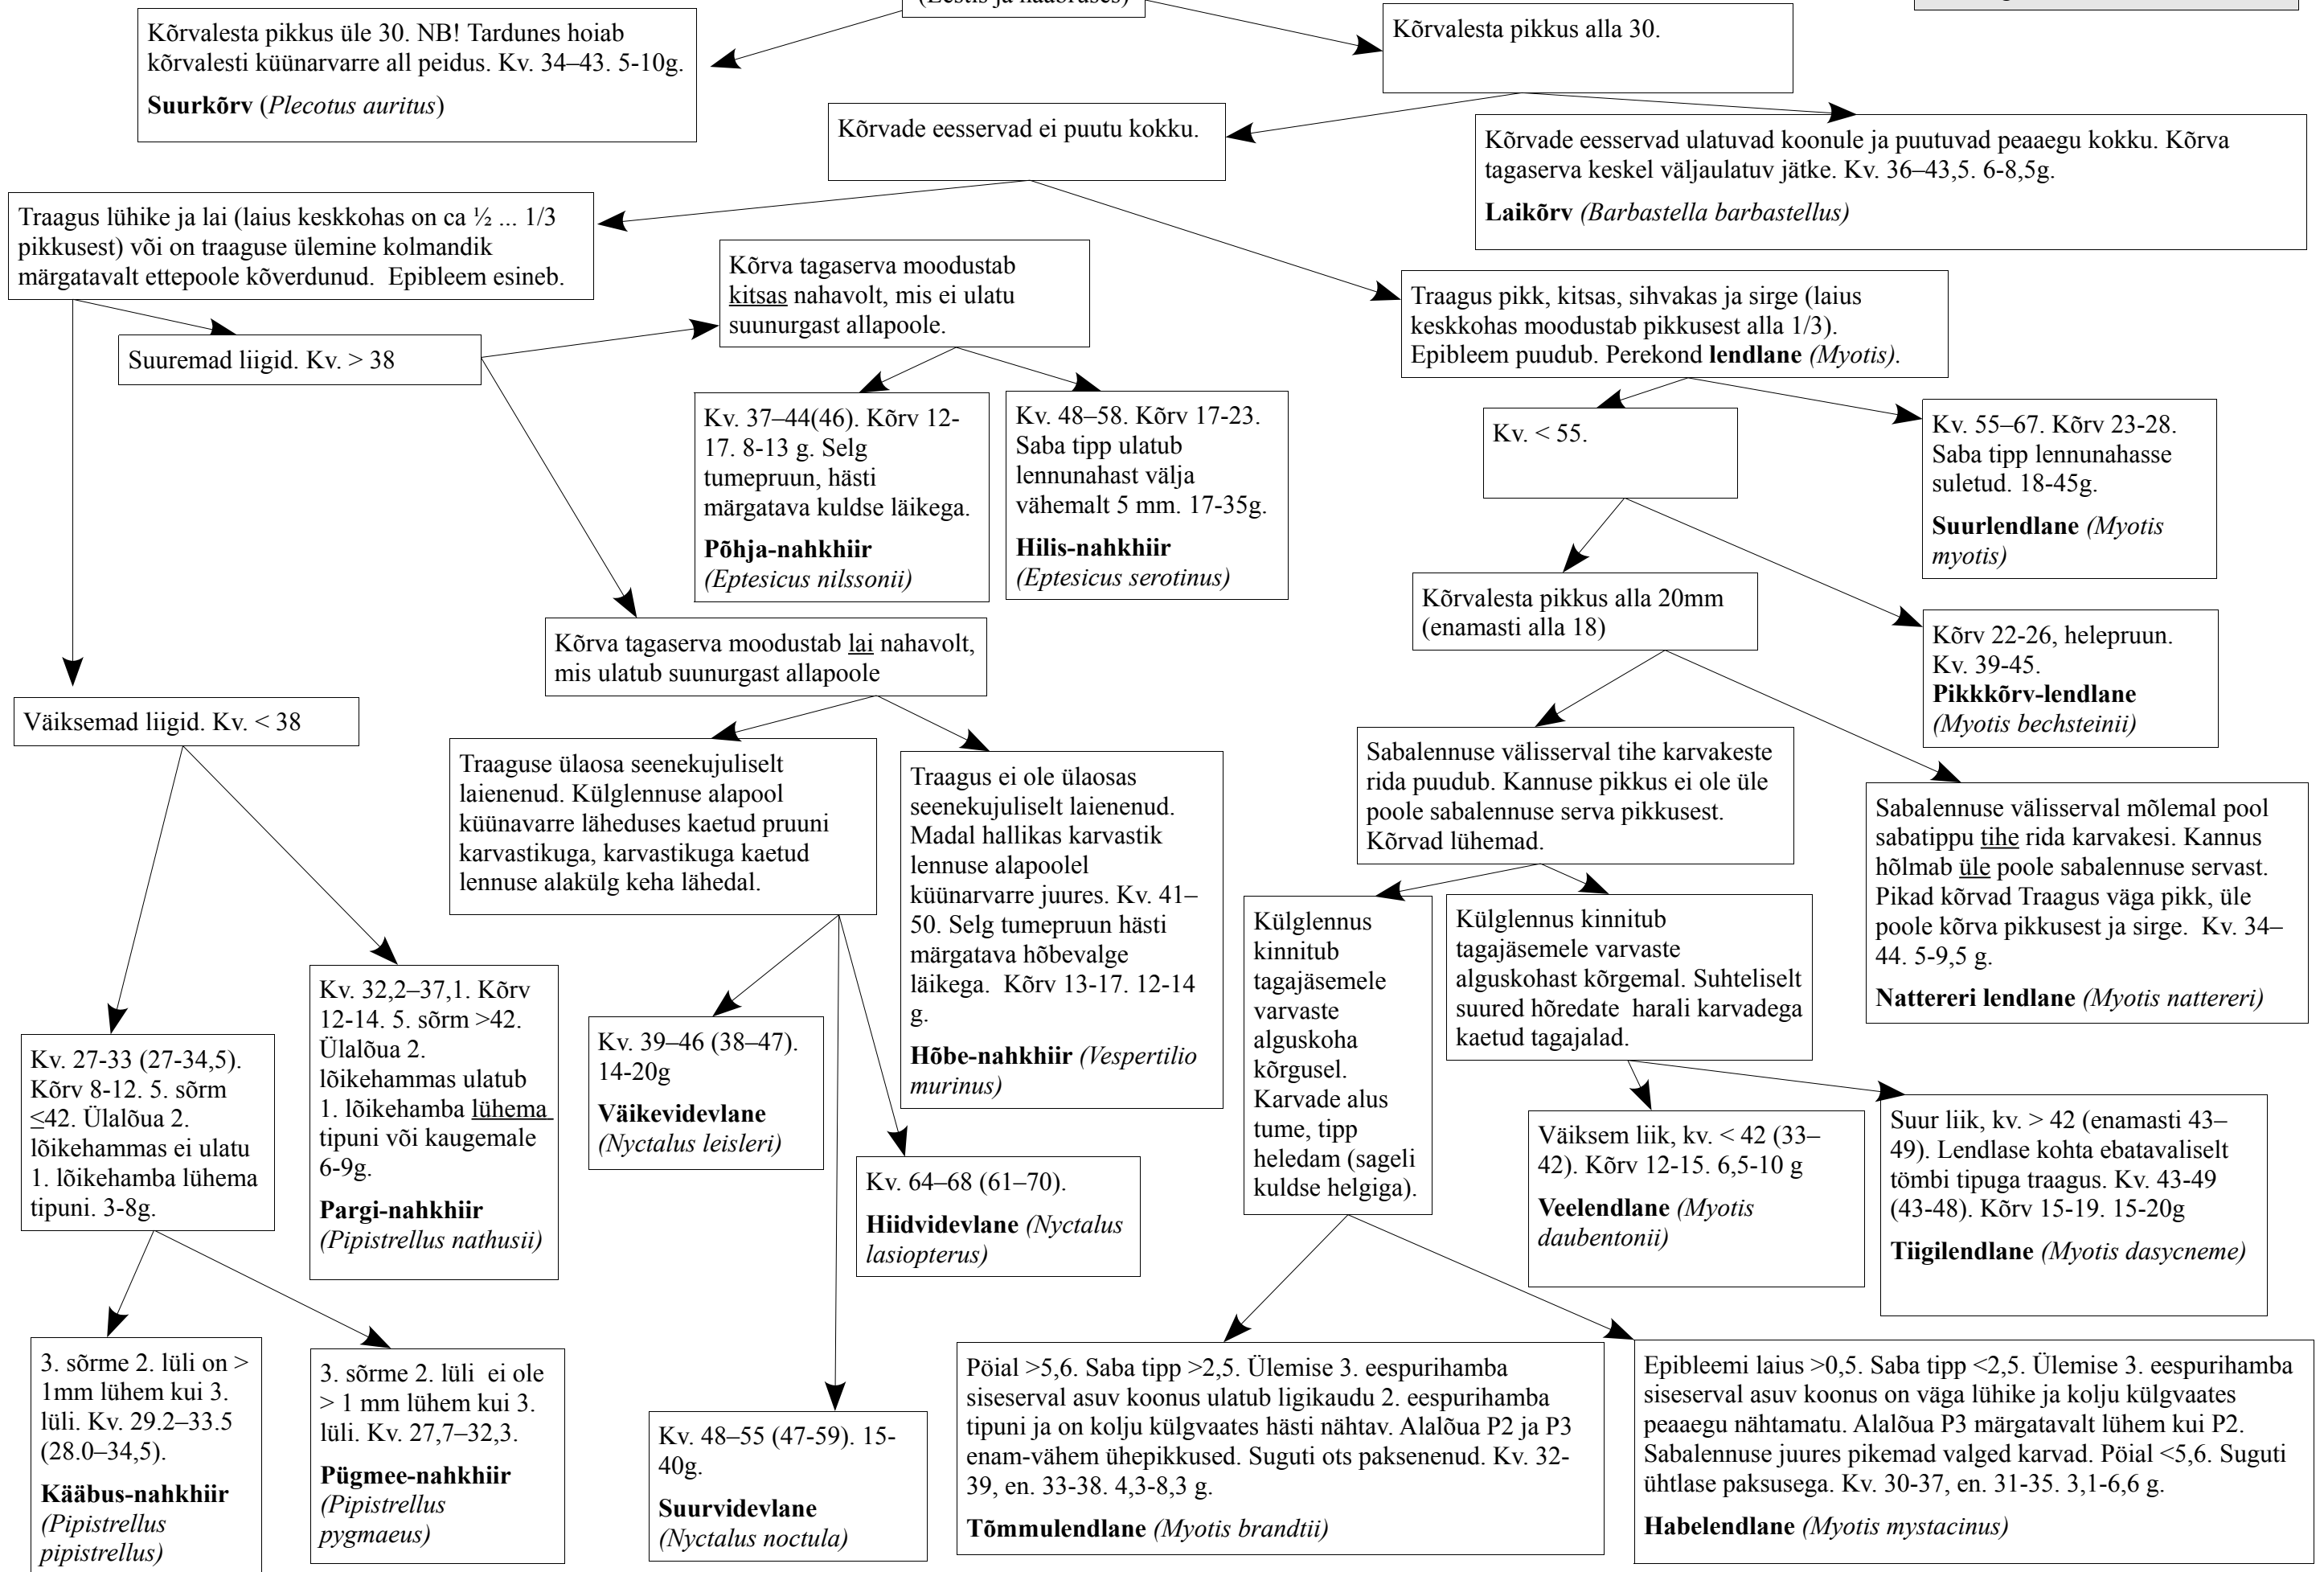 (Eestis ja naabruses)
Kõrvalesta pikkus üle 30. NB! Tardunes hoiab
kõrvalesti küünarvarre all peidus. Kv. 34–43. 5-10g.
Suurkõrv (Plecotus auritus)
Kõrvalesta pikkus alla 30.
Kõrvade eesservad ei puutu kokku.
Kõrvade eesservad ulatuvad koonule ja puutuvad peaaegu kokku. Kõrva
tagaserva keskel väljaulatuv jätke. Kv. 36–43,5. 6-8,5g.
Laikõrv (Barbastella barbastellus)
Traagus lühike ja lai (laius keskkohas on ca ½ ... 1/3
pikkusest) või on traaguse ülemine kolmandik
märgatavalt ettepoole kõverdunud. Epibleem esineb.
Suuremad liigid. Kv. > 38
Kõrva tagaserva moodustab
kitsas nahavolt, mis ei ulatu
suunurgast allapoole.
Traagus pikk, kitsas, sihvakas ja sirge (laius
keskkohas moodustab pikkusest alla 1/3).
Epibleem puudub. Perekond lendlane (Myotis).
Kv. 37–44(46). Kõrv 12-
17. 8-13 g. Selg
tumepruun, hästi
märgatava kuldse läikega.
Põhja-nahkhiir
(Eptesicus nilssonii)
Kv. 48–58. Kõrv 17-23.
Saba tipp ulatub
lennunahast välja
vähemalt 5 mm. 17-35g.
Hilis-nahkhiir
(Eptesicus serotinus)
Kv. < 55.
Kv. 55–67. Kõrv 23-28.
Saba tipp lennunahasse
suletud. 18-45g.
Suurlendlane (Myotis
myotis)
Kõrvalesta pikkus alla 20mm
(enamasti alla 18)
Kõrv 22-26, helepruun.
Kv. 39-45.
Pikkkõrv-lendlane
(Myotis bechsteinii)
Kõrva tagaserva moodustab lai nahavolt,
mis ulatub suunurgast allapoole
Väiksemad liigid. Kv. < 38
Traaguse ülaosa seenekujuliselt
laienenud. Külglennuse alapool
küünavarre läheduses kaetud pruuni
karvastikuga, karvastikuga kaetud
lennuse alakülg keha lähedal.
Traagus ei ole ülaosas
seenekujuliselt laienenud.
Madal hallikas karvastik
lennuse alapoolel
küünarvarre juures. Kv. 41–
50. Selg tumepruun hästi
märgatava hõbevalge
läikega. Kõrv 13-17. 12-14
g.
Hõbe-nahkhiir (Vespertilio
murinus)
Sabalennuse välisserval tihe karvakeste
rida puudub. Kannuse pikkus ei ole üle
poole sabalennuse serva pikkusest.
Kõrvad lühemad.
Sabalennuse välisserval mõlemal pool
sabatippu tihe rida karvakesi. Kannus
hõlmab üle poole sabalennuse servast.
Pikad kõrvad Traagus väga pikk, üle
poole kõrva pikkusest ja sirge. Kv. 34–
44. 5-9,5 g.
Nattereri lendlane (Myotis nattereri)
Külglennus
kinnitub
tagajäsemele
varvaste
alguskoha
kõrgusel.
Karvade alus
tume, tipp
heledam (sageli
kuldse helgiga).
Külglennus kinnitub
tagajäsemele varvaste
alguskohast kõrgemal. Suhteliselt
suured hõredate harali karvadega
kaetud tagajalad.
Kv. 27-33 (27-34,5).
Kõrv 8-12. 5. sõrm
≤42. Ülalõua 2.
lõikehammas ei ulatu
1. lõikehamba lühema
tipuni. 3-8g.
Kv. 32,2–37,1. Kõrv
12-14. 5. sõrm >42.
Ülalõua 2.
lõikehammas ulatub
1. lõikehamba lühema
tipuni või kaugemale
6-9g.
Pargi-nahkhiir
(Pipistrellus nathusii)
Kv. 39–46 (38–47).
14-20g
Väikevidevlane
(Nyctalus leisleri)
Kv. 64–68 (61–70).
Hiidvidevlane (Nyctalus
lasiopterus)
Väiksem liik, kv. < 42 (33–
42). Kõrv 12-15. 6,5-10 g
Veelendlane (Myotis
daubentonii)
Suur liik, kv. > 42 (enamasti 43–
49). Lendlase kohta ebatavaliselt
tömbi tipuga traagus. Kv. 43-49
(43-48). Kõrv 15-19. 15-20g
Tiigilendlane (Myotis dasycneme)
3. sõrme 2. lüli on >
1mm lühem kui 3.
lüli. Kv. 29.2–33.5
(28.0–34,5).
Kääbus-nahkhiir
(Pipistrellus
pipistrellus)
3. sõrme 2. lüli ei ole
> 1 mm lühem kui 3.
lüli. Kv. 27,7–32,3.
Pügmee-nahkhiir
(Pipistrellus
pygmaeus)
Kv. 48–55 (47-59). 15-
40g.
Suurvidevlane
(Nyctalus noctula)
Pöial >5,6. Saba tipp >2,5. Ülemise 3. eespurihamba
siseserval asuv koonus ulatub ligikaudu 2. eespurihamba
tipuni ja on kolju külgvaates hästi nähtav. Alalõua P2 ja P3
enam-vähem ühepikkused. Suguti ots paksenenud. Kv. 32-
39, en. 33-38. 4,3-8,3 g.
Tõmmulendlane (Myotis brandtii)
Epibleemi laius >0,5. Saba tipp <2,5. Ülemise 3. eespurihamba
siseserval asuv koonus on väga lühike ja kolju külgvaates
peaaegu nähtamatu. Alalõua P3 märgatavalt lühem kui P2.
Sabalennuse juures pikemad valged karvad. Pöial <5,6. Suguti
ühtlase paksusega. Kv. 30-37, en. 31-35. 3,1-6,6 g.
Habelendlane (Myotis mystacinus)